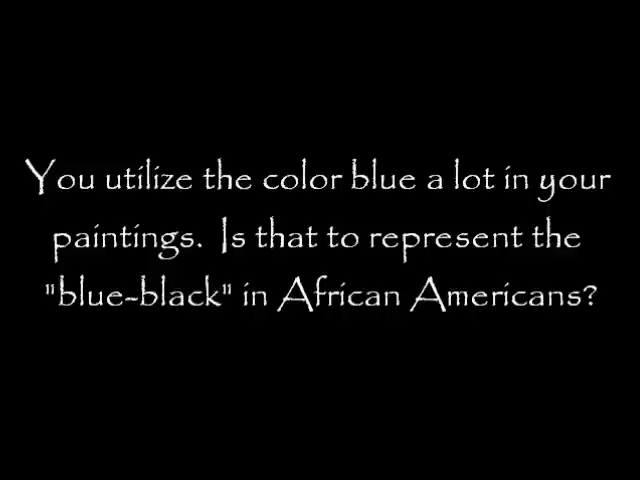 You utilize the color blue a lot in your
paintings.  Is that to represent the
"blue-black" in African Americans?